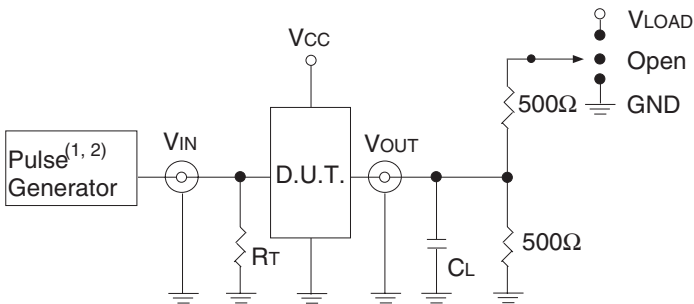 VLOAD
VCC
Open
500Ω
GND
Pulse(1, 2)
Generator
VIN
D.U.T.
VOUT
RT
CL
500Ω